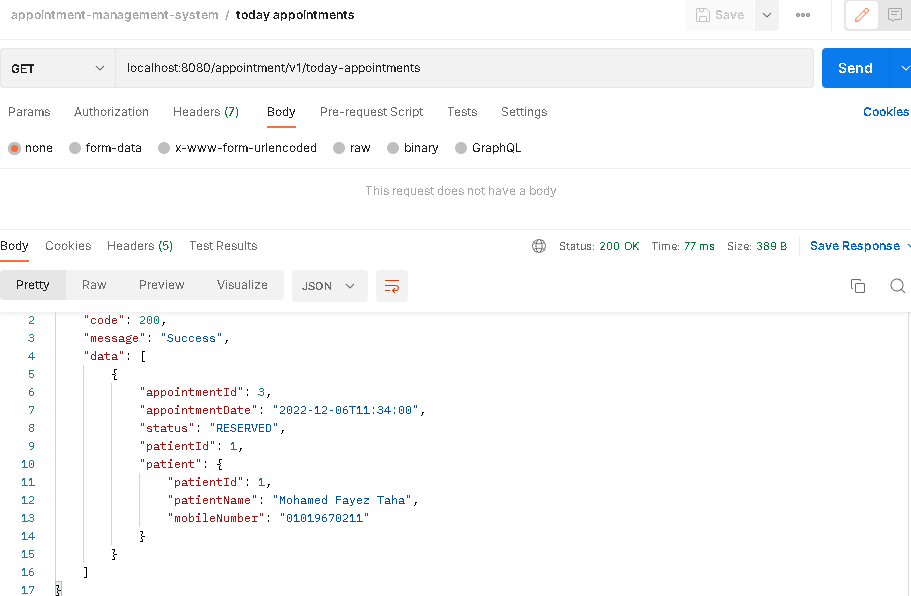 appointment-management-system / today appointments
Save
GET localhost:8080/appointment/v1/today-appointments Send
Params Authorization Headers (7) Body Pre-request Script Tests Settings Cookies
none form-data x-www-form-urlencoded raw binary GraphQL
This request does not have a body
Body Cookies Headers (5) Test Results Status: 200 OK Time: 77 ms Size: 389 B Save Response
Pretty Raw Preview Visualize JSON
2 "code": 200,
3 "message": "Success",
4 "data": [
5 {
6 "appointmentId": 3,
7 "appointmentDate": "2022-12-06T11:34:00",
8 "status": "RESERVED",
9 "patientId": 1,
10 "patient": {
11 "patientId": 1,
12 "patientName": "Mohamed Fayez Taha",
13 "mobileNumber": "01019670211"
14 }
15 }
16 ]
17 }